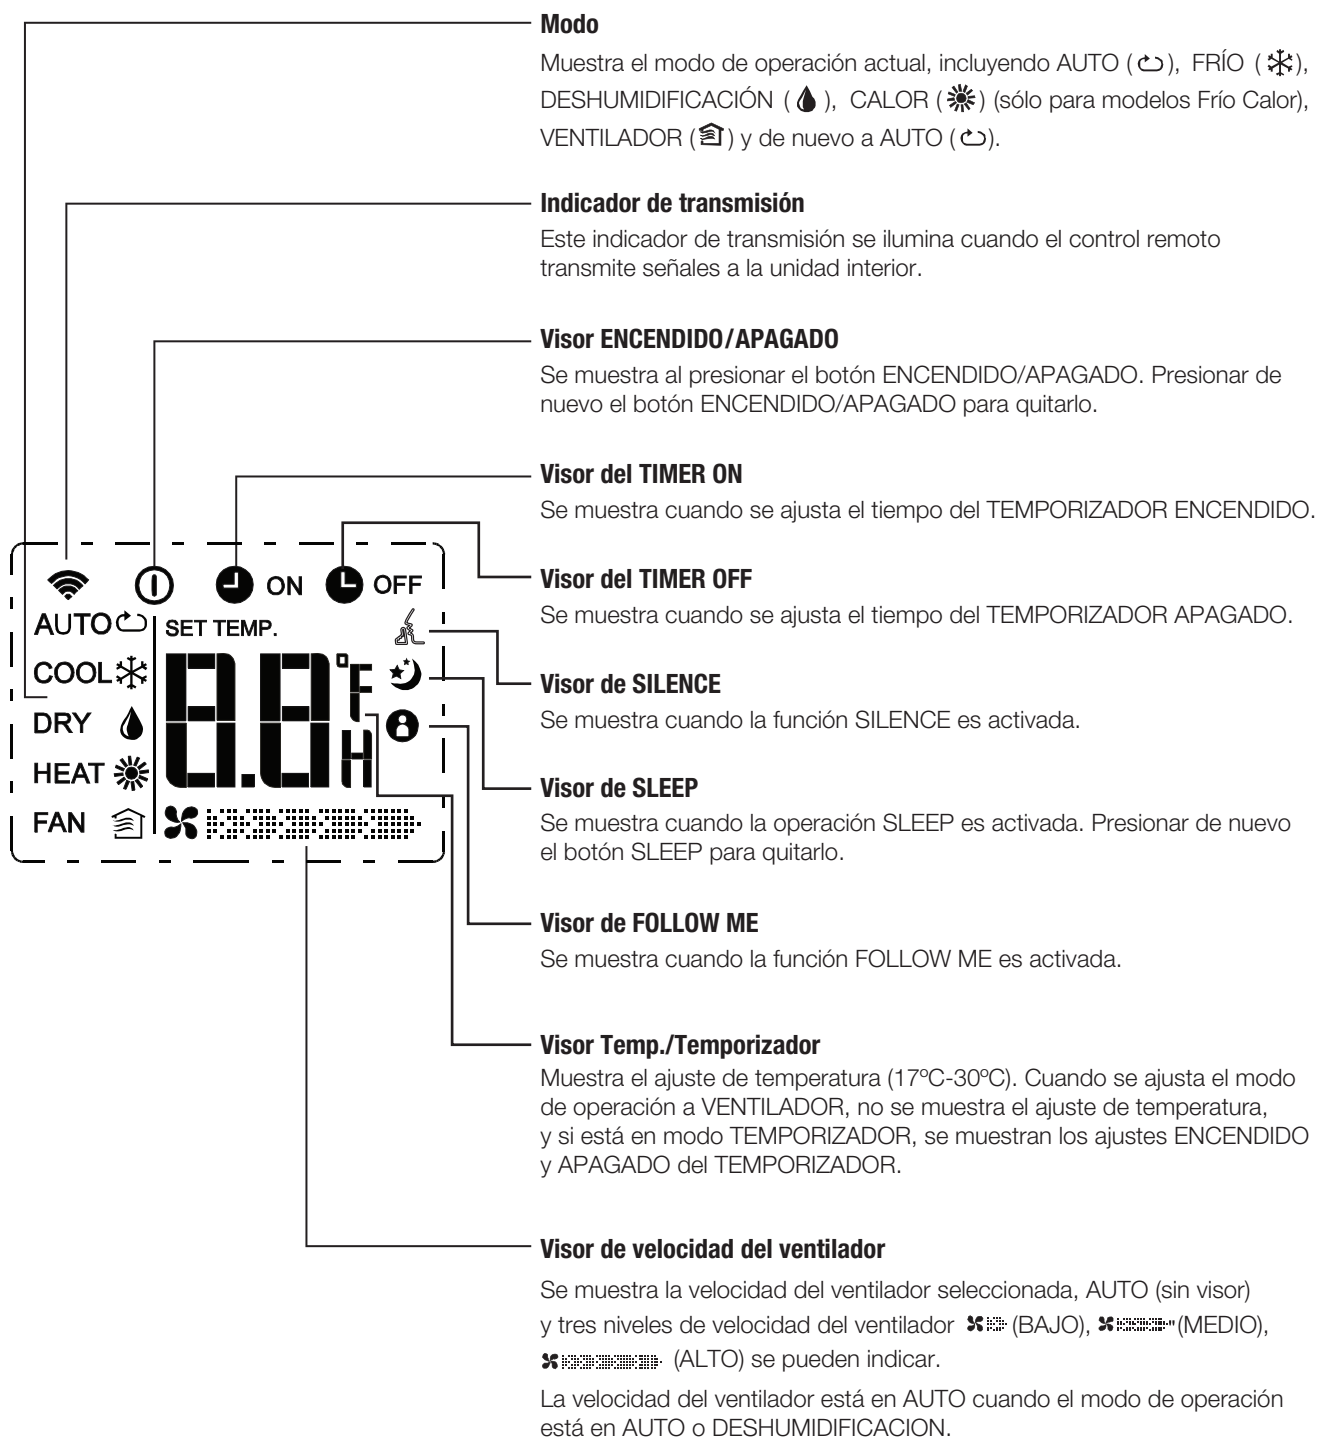 Modo
Muestra el modo de operación actual, incluyendo AUTO ( ), FRÍO ( ),
DESHUMIDIFICACIÓN ( ), CALOR ( ) (sólo para modelos Frío Calor),
VENTILADOR ( ) y de nuevo a AUTO ( ).
Indicador de transmisión
Este indicador de transmisión se ilumina cuando el control remoto
transmite señales a la unidad interior.
Visor ENCENDIDO/APAGADO
Se muestra al presionar el botón ENCENDIDO/APAGADO. Presionar de
nuevo el botón ENCENDIDO/APAGADO para quitarlo.
Visor del TIMER ON
Se muestra cuando se ajusta el tiempo del TEMPORIZADOR ENCENDIDO.
Visor del TIMER OFF
Se muestra cuando se ajusta el tiempo del TEMPORIZADOR APAGADO.
Visor de SILENCE
Se muestra cuando la función SILENCE es activada.
Visor de SLEEP
Se muestra cuando la operación SLEEP es activada. Presionar de nuevo
el botón SLEEP para quitarlo.
Visor de FOLLOW ME
Se muestra cuando la función FOLLOW ME es activada.
Visor Temp./Temporizador
Muestra el ajuste de temperatura (17ºC-30ºC). Cuando se ajusta el modo
de operación a VENTILADOR, no se muestra el ajuste de temperatura,
y si está en modo TEMPORIZADOR, se muestran los ajustes ENCENDIDO
y APAGADO del TEMPORIZADOR.
Visor de velocidad del ventilador
Se muestra la velocidad del ventilador seleccionada, AUTO (sin visor)
y tres niveles de velocidad del ventilador (BAJO), "(MEDIO),
(ALTO) se pueden indicar.
La velocidad del ventilador está en AUTO cuando el modo de operación
está en AUTO o DESHUMIDIFICACION.
ON OFF
AUTO
COOL
DRY
HEAT
FAN
SET TEMP.
8.8°F
H